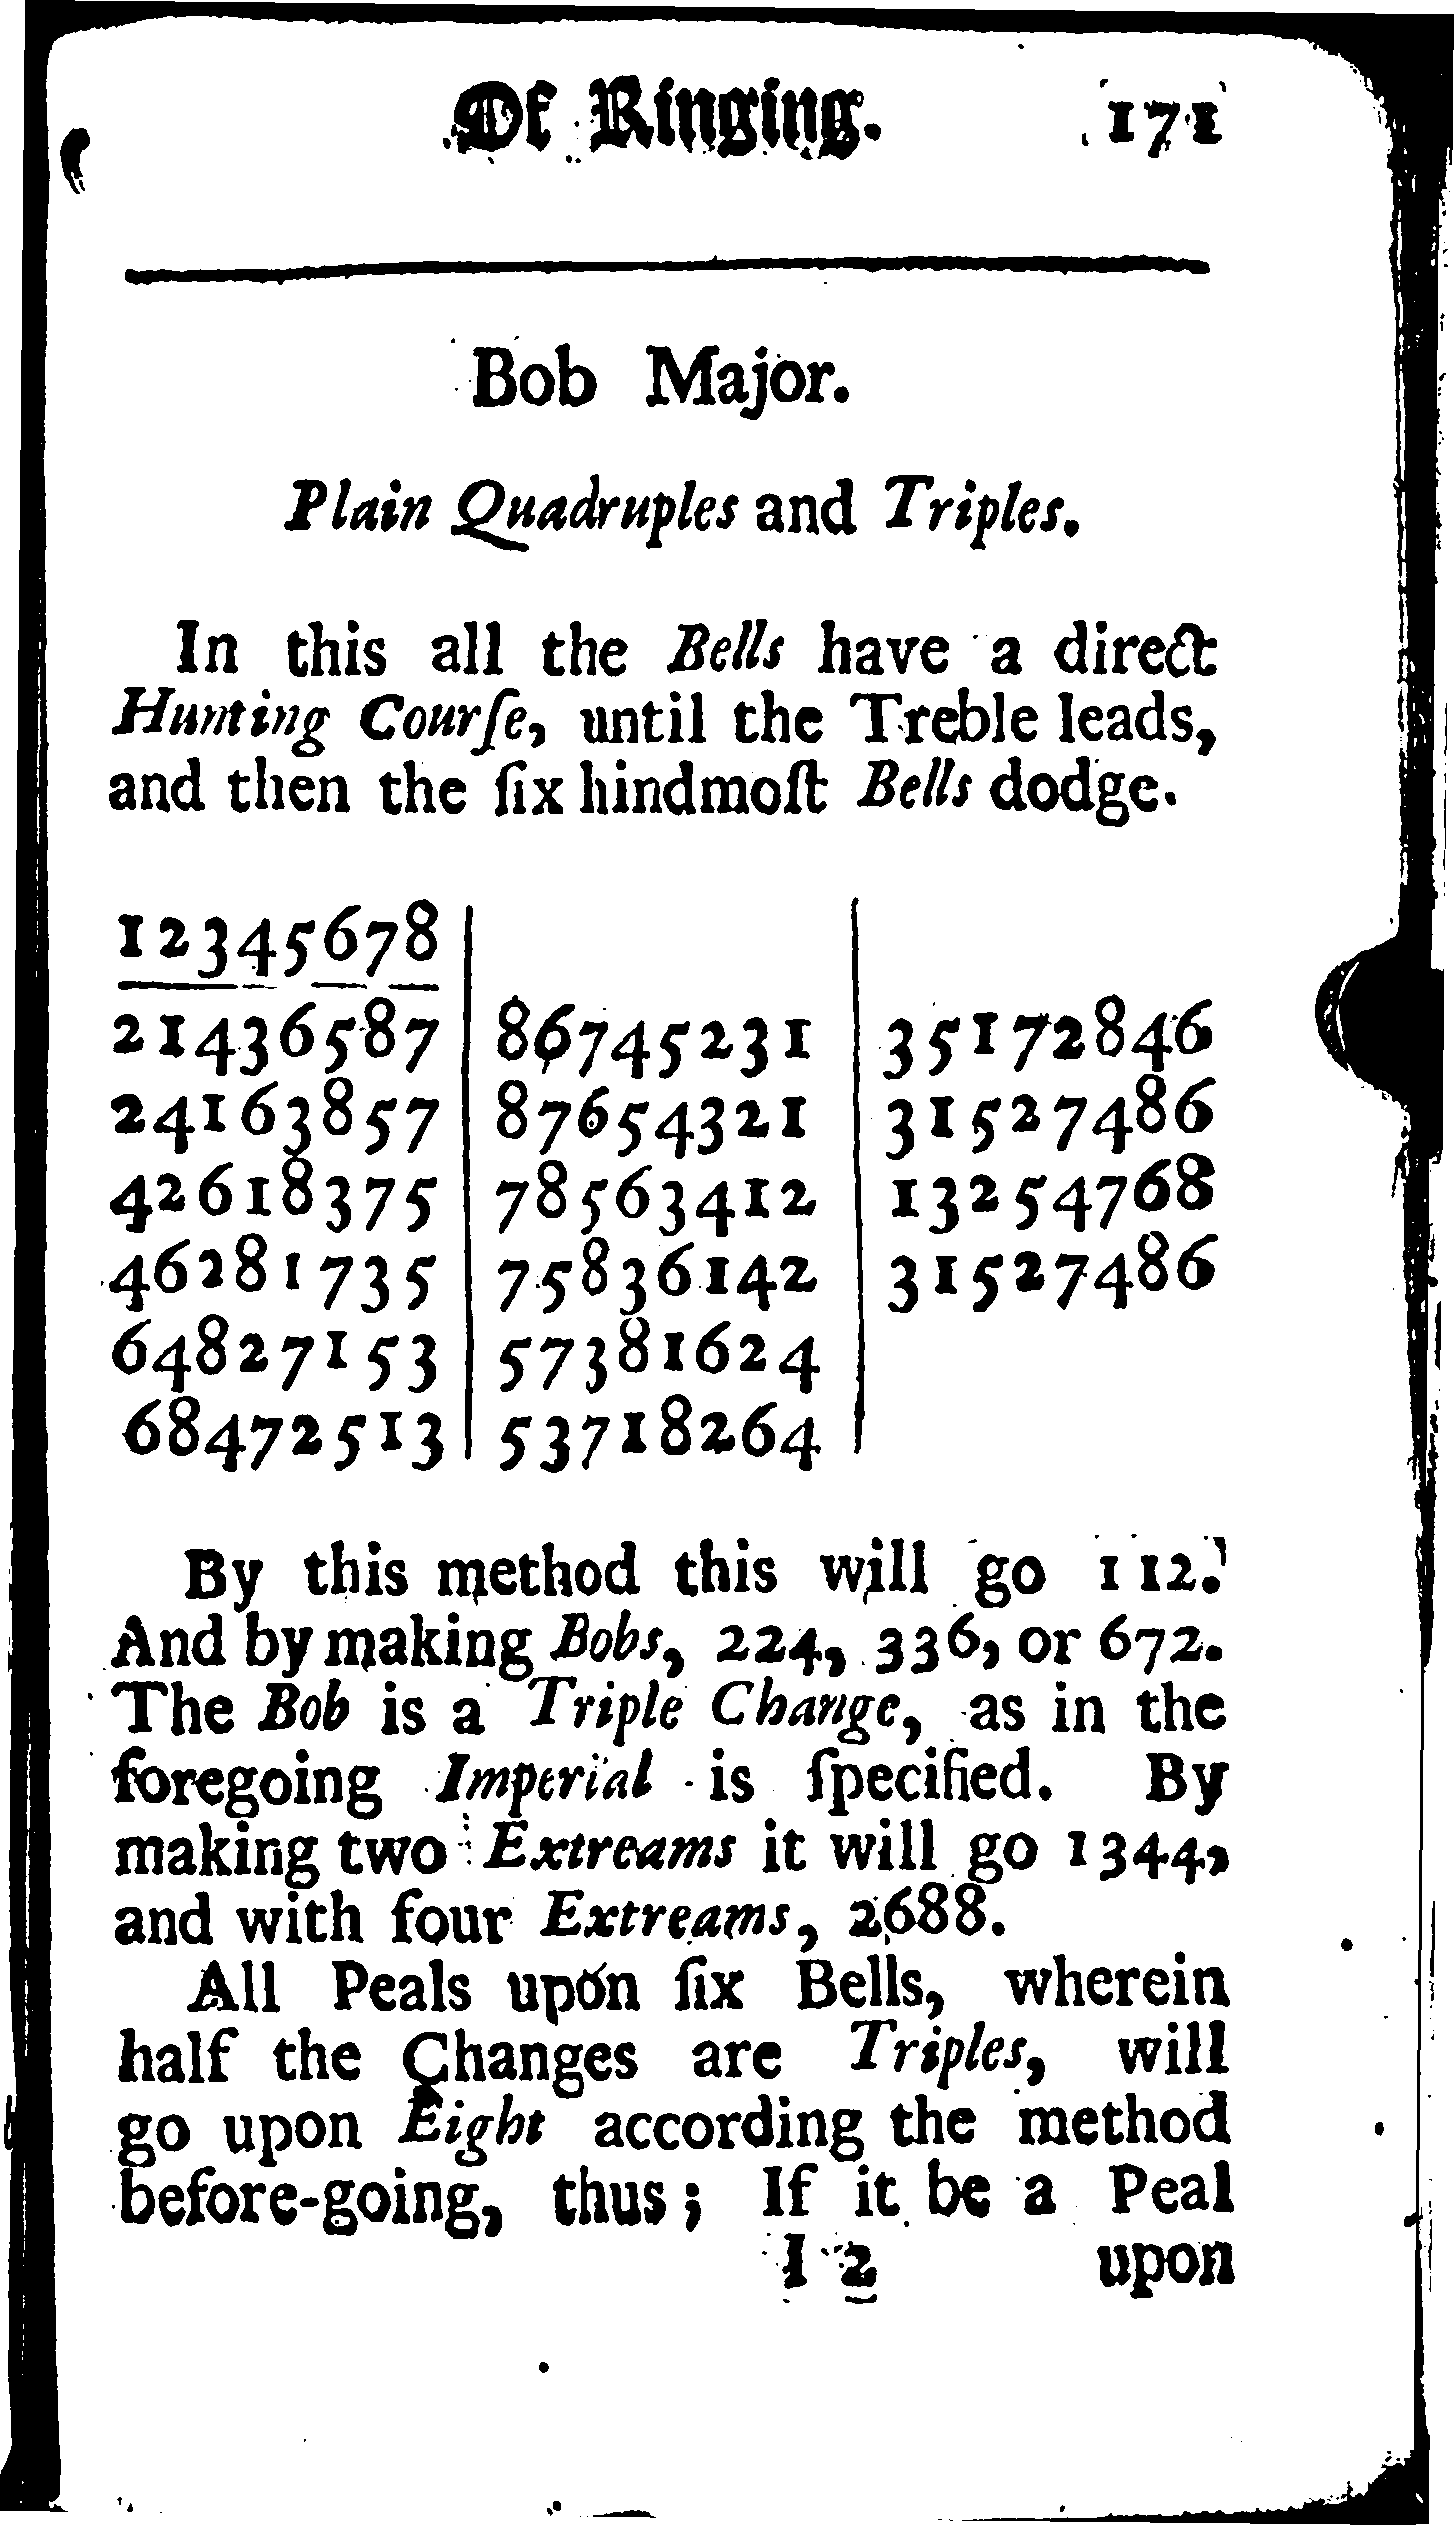 Of Ringing. 171
Bob Major.
Plain Quadruples and Triples.
In this all the Bells have a direct
Hunting Courſe, until the Treble leads,
and then the ſix hindmoſt Bells dodge.
12345678
21436587
24163857
42618375
46281735
64827153
68472513
86745231
87654321
78563412
75836142
57381624
53718264
35172846
31527486
13254768
31527486
By this method this will go 112.
And by making Bobs, 224, 336, or 672.
The Bob is a Triple Change, as in the
foregoing Imperial is ſpecified. By
making two Extreams it will go 1344,
and with four Extreams, 2688.
All Peals upon ſix Bells, wherein
half the Changes are Triples, will
go upon Eight according the method
before-going, thus; If it be a Peal
I 2 upon